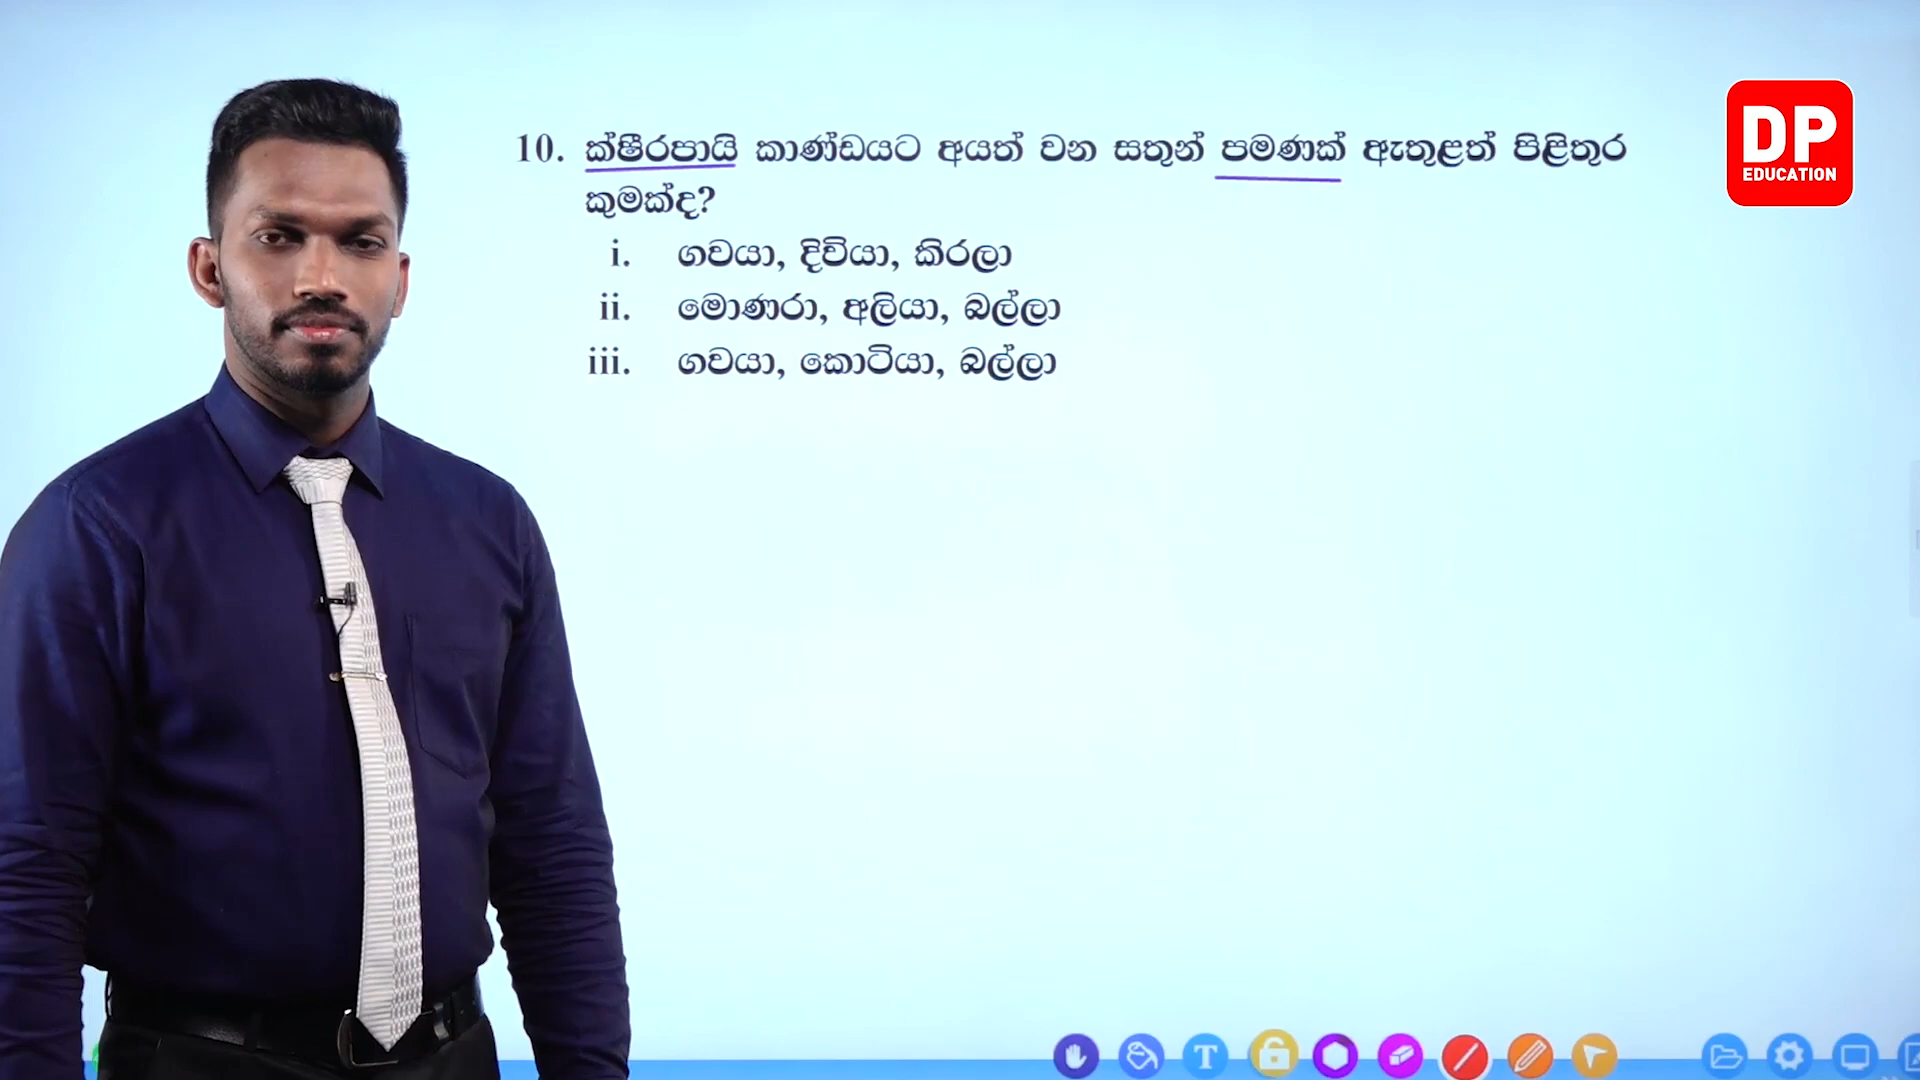 10. ක්ෂීරපායි කාණ්ඩයට අයත් වන සතුන් පමණක් ඇතුළත් පිළිතුර
කුමක්ද?
i. ගවයා, දිවියා, කිරලා
ii. මොණරා, අලියා, බල්ලා
iii. ගවයා, කොටියා, බල්ලා
DP
EDUCATION